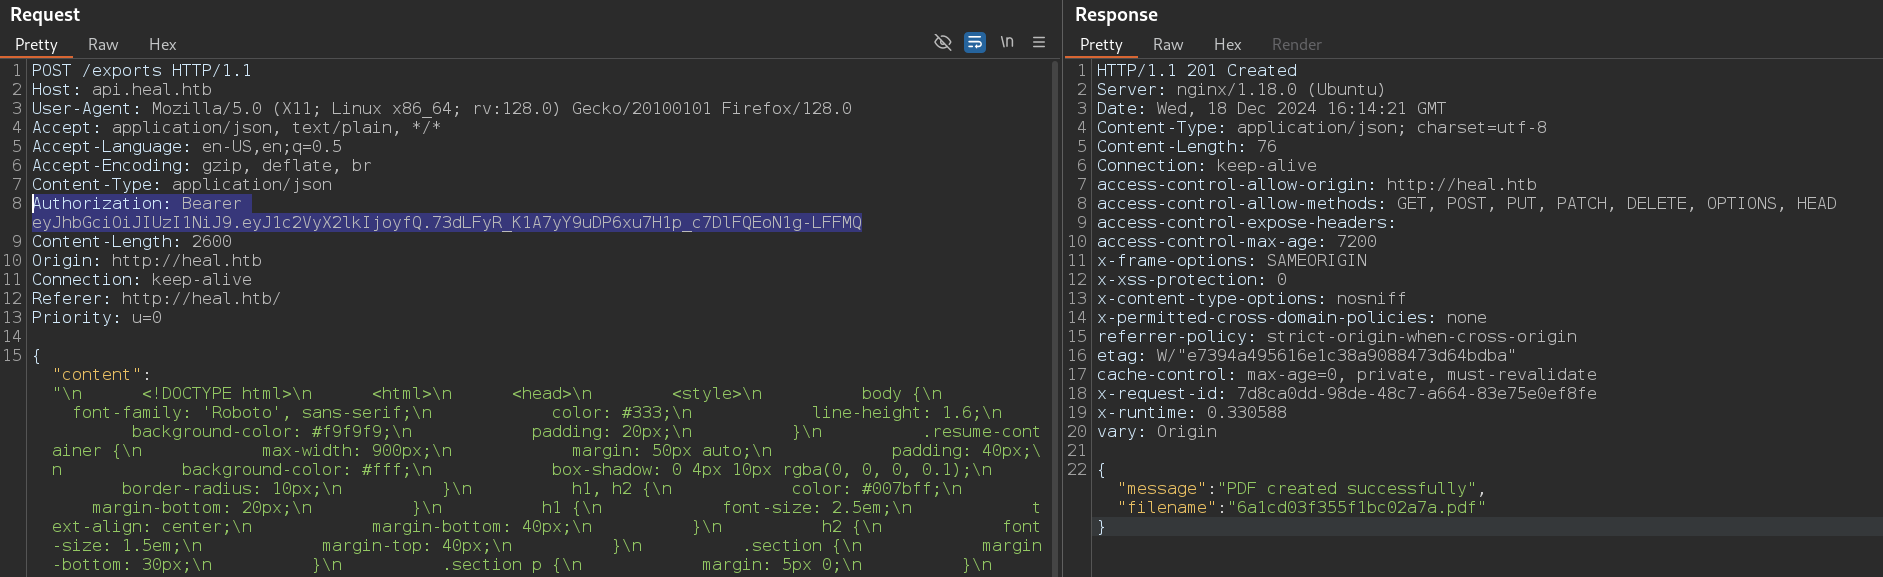 Request
Pretty Raw Hex
\n
1 POST /exports HTTP/1.1
2 Host: api.heal.htb
3 User-Agent: Mozilla/5.0 (X11; Linux x86_64; rv:128.0) Gecko/20100101 Firefox/128.0
4 Accept: application/json, text/plain, */*
5 Accept-Language: en-US,en;q=0.5
6 Accept-Encoding: gzip, deflate, br
7 Content-Type: application/json
8 Authorization: Bearer
eyJhbGciOiJIUzI1NiJ9.eyJ1c2VyX2lkIjoyfQ.73dLFyR_K1A7yY9uDP6xu7H1p_c7DlFQEoN1g-LFFMQ
9 Content-Length: 2600
10 Origin: http://heal.htb
11 Connection: keep-alive
12 Referer: http://heal.htb/
13 Priority: u=0
14
15 {
"content":
"\n      <!DOCTYPE html>\n      <html>\n      <head>\n        <style>\n          body {\n
font-family: 'Roboto', sans-serif;\n            color: #333;\n            line-height: 1.6;\n
background-color: #f9f9f9;\n            padding: 20px;\n          }\n          .resume-cont
ainer {\n            max-width: 900px;\n            margin: 50px auto;\n            padding: 40px;\
n            background-color: #fff;\n            box-shadow: 0 4px 10px rgba(0, 0, 0, 0.1);\n
border-radius: 10px;\n          }\n          h1, h2 {\n            color: #007bff;\n
margin-bottom: 20px;\n          }\n          h1 {\n            font-size: 2.5em;\n            t
ext-align: center;\n            margin-bottom: 40px;\n          }\n          h2 {\n            font
-size: 1.5em;\n            margin-top: 40px;\n          }\n          .section {\n            margin
-bottom: 30px;\n          }\n          .section p {\n            margin: 5px 0;\n          }\n
Response
Pretty Raw Hex Render
1 HTTP/1.1 201 Created
2 Server: nginx/1.18.0 (Ubuntu)
3 Date: Wed, 18 Dec 2024 16:14:21 GMT
4 Content-Type: application/json; charset=utf-8
5 Content-Length: 76
6 Connection: keep-alive
7 access-control-allow-origin: http://heal.htb
8 access-control-allow-methods: GET, POST, PUT, PATCH, DELETE, OPTIONS, HEAD
9 access-control-expose-headers:
10 access-control-max-age: 7200
11 x-frame-options: SAMEORIGIN
12 x-xss-protection: 0
13 x-content-type-options: nosniff
14 x-permitted-cross-domain-policies: none
15 referrer-policy: strict-origin-when-cross-origin
16 etag: W/"e7394a495616e1c38a9088473d64bdba"
17 cache-control: max-age=0, private, must-revalidate
18 x-request-id: 7d8ca0dd-98de-48c7-a664-83e75e0ef8fe
19 x-runtime: 0.330588
20 vary: Origin
21
22 {
"message":"PDF created successfully",
"filename":"6a1cd03f355f1bc02a7a.pdf"
}